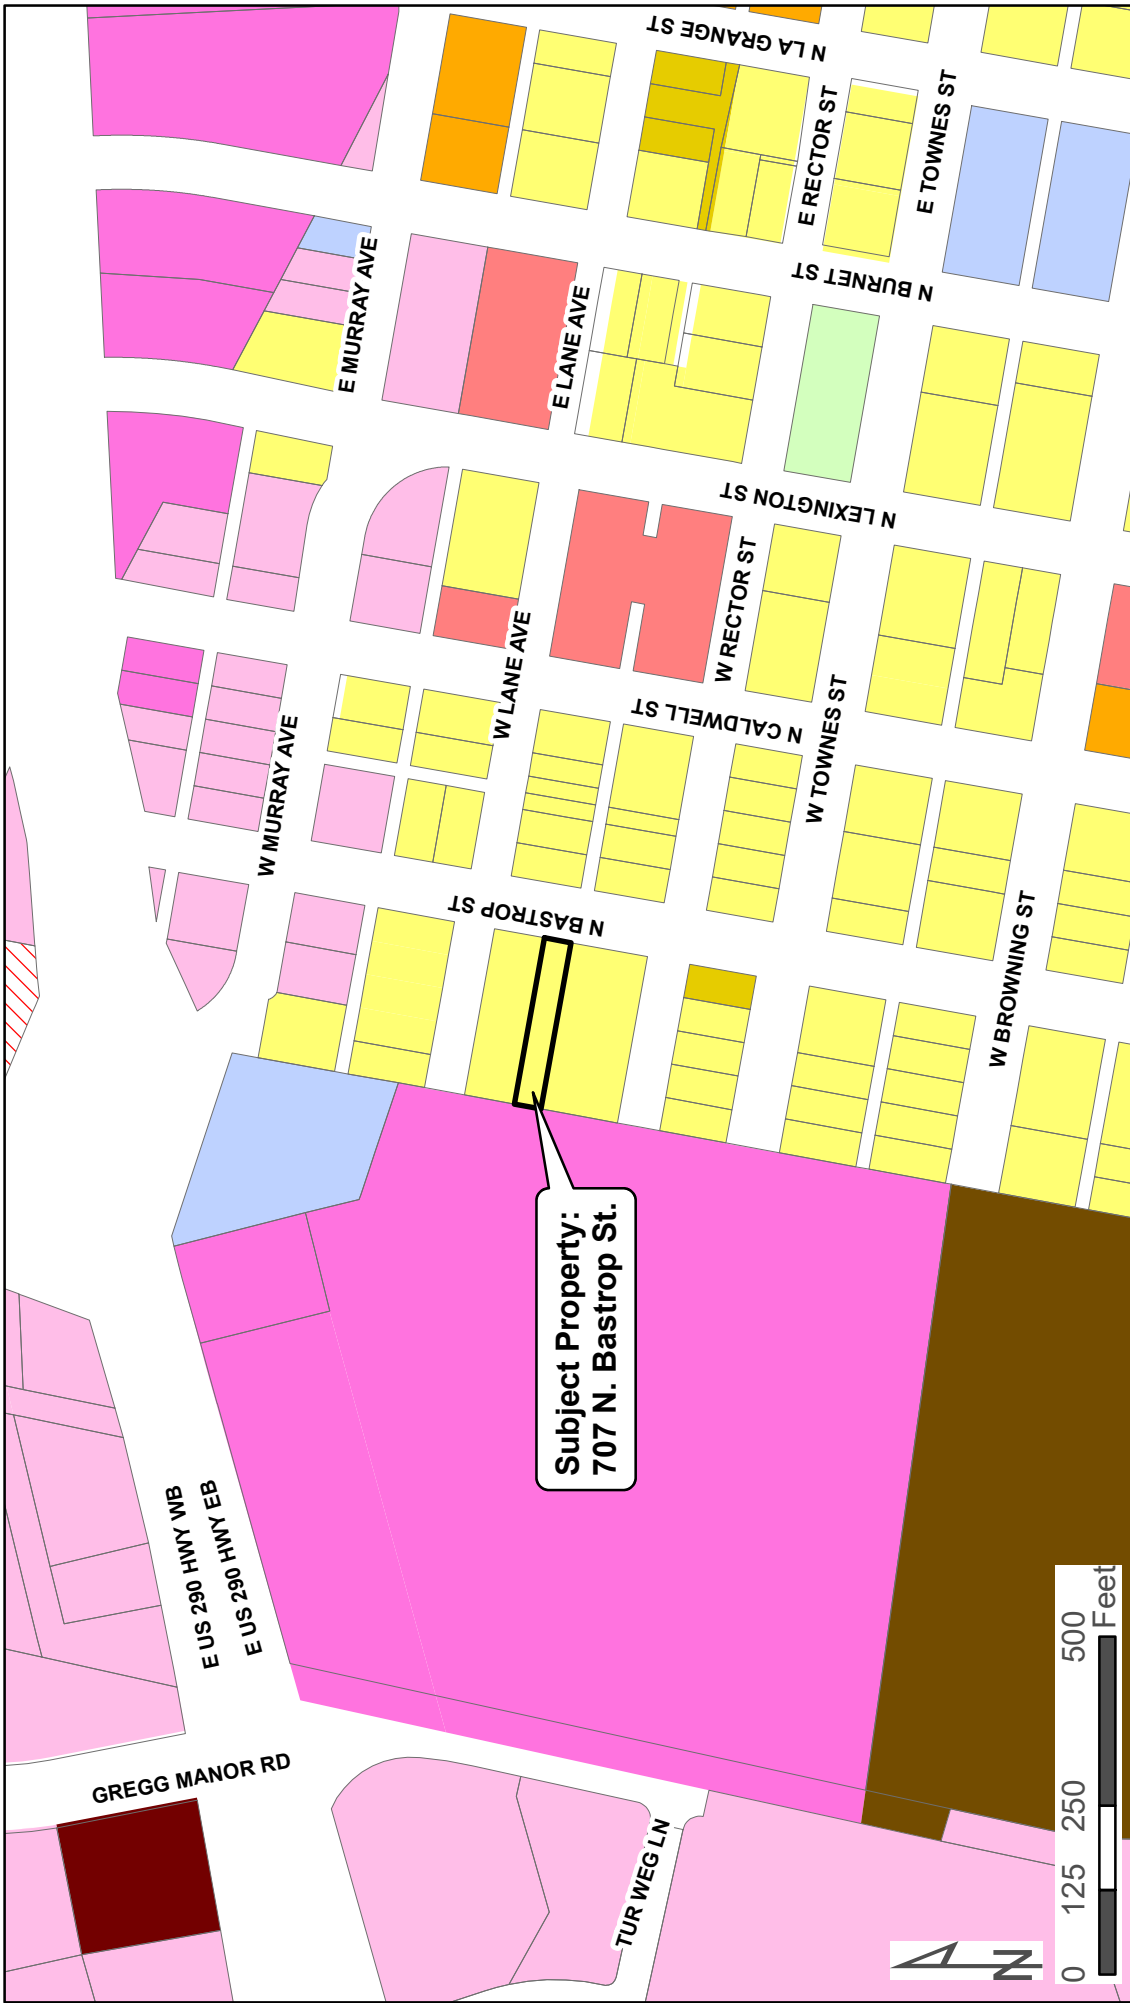 GREGG MANOR RD
E US 290 HWY WB
E US 290 HWY EB
TUR WEG LN
Subject Property:
707 N. Bastrop St.
W MURRAY AVE
E MURRAY AVE
W LANE AVE
E LANE AVE
N BASTROP ST
N CALDWELL ST
N LEXINGTON ST
N BURNET ST
N LA GRANGE ST
W RECTOR ST
E RECTOR ST
W TOWNES ST
E TOWNES ST
W BROWNING ST
N
0 125 250 500
Feet